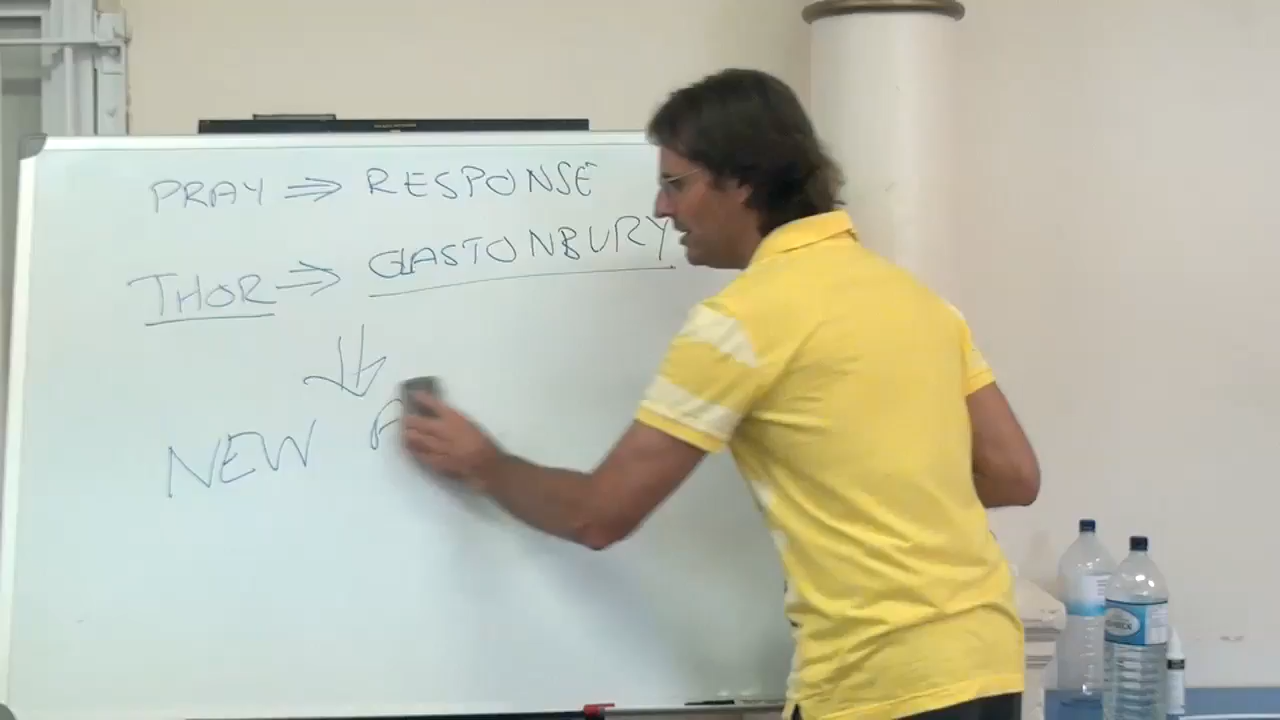 PRAY ⇒ RESPONSE
THOR ⇒ GLASTONBURY
NEW A